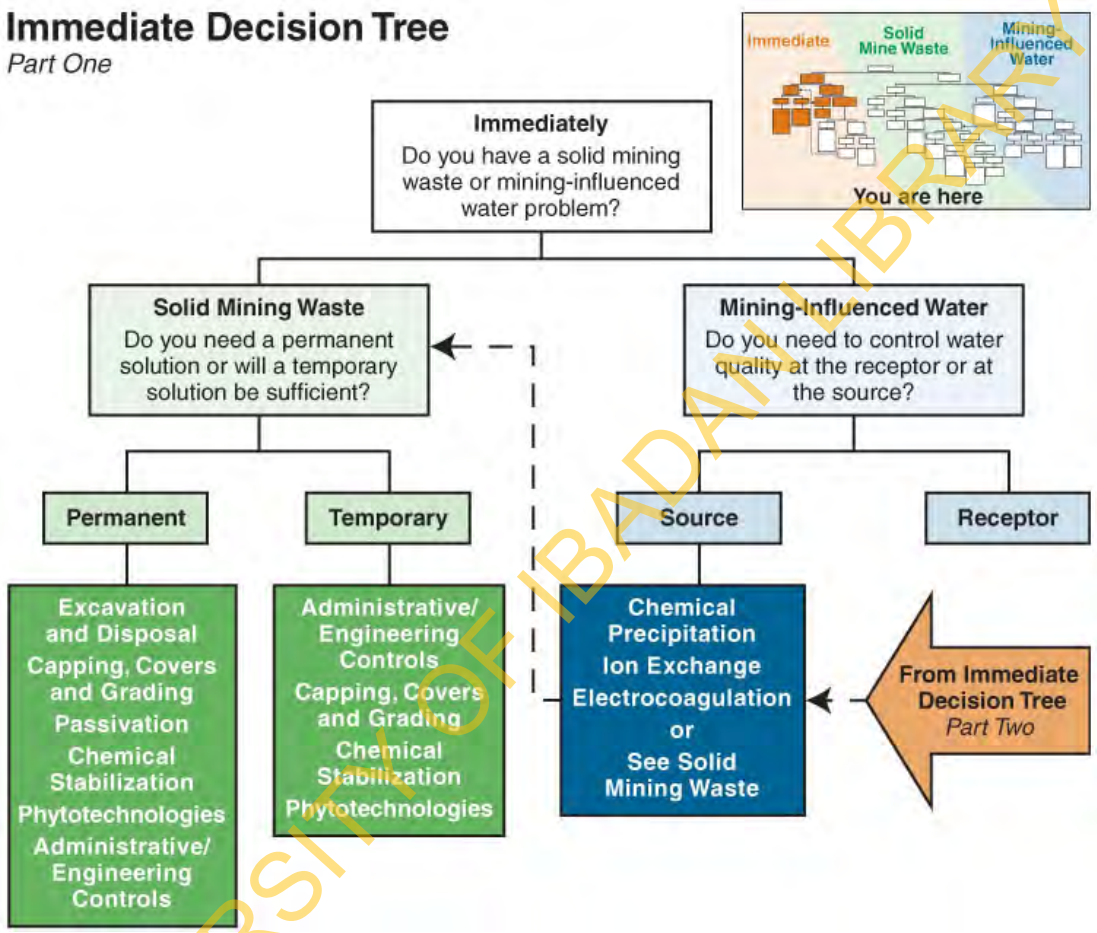 Immediate Decision Tree
Part One
Immediate
Solid
Mine Waste
Mining-
Influenced
Water
You are here
Immediately
Do you have a solid mining
waste or mining-influenced
water problem?
Solid Mining Waste
Do you need a permanent
solution or will a temporary
solution be sufficient?
Mining-Influenced Water
Do you need to control water
quality at the receptor or at
the source?
Permanent
Temporary
Source
Receptor
Excavation
and Disposal
Capping, Covers
and Grading
Passivation
Chemical
Stabilization
Phytotechnologies
Administrative/
Engineering
Controls
Administrative/
Engineering
Controls
Capping, Covers
and Grading
Chemical
Stabilization
Phytotechnologies
Chemical
Precipitation
Ion Exchange
Electrocoagulation
or
See Solid
Mining Waste
From Immediate
Decision Tree
Part Two
ERSITY OF IBADAN LIBRARY